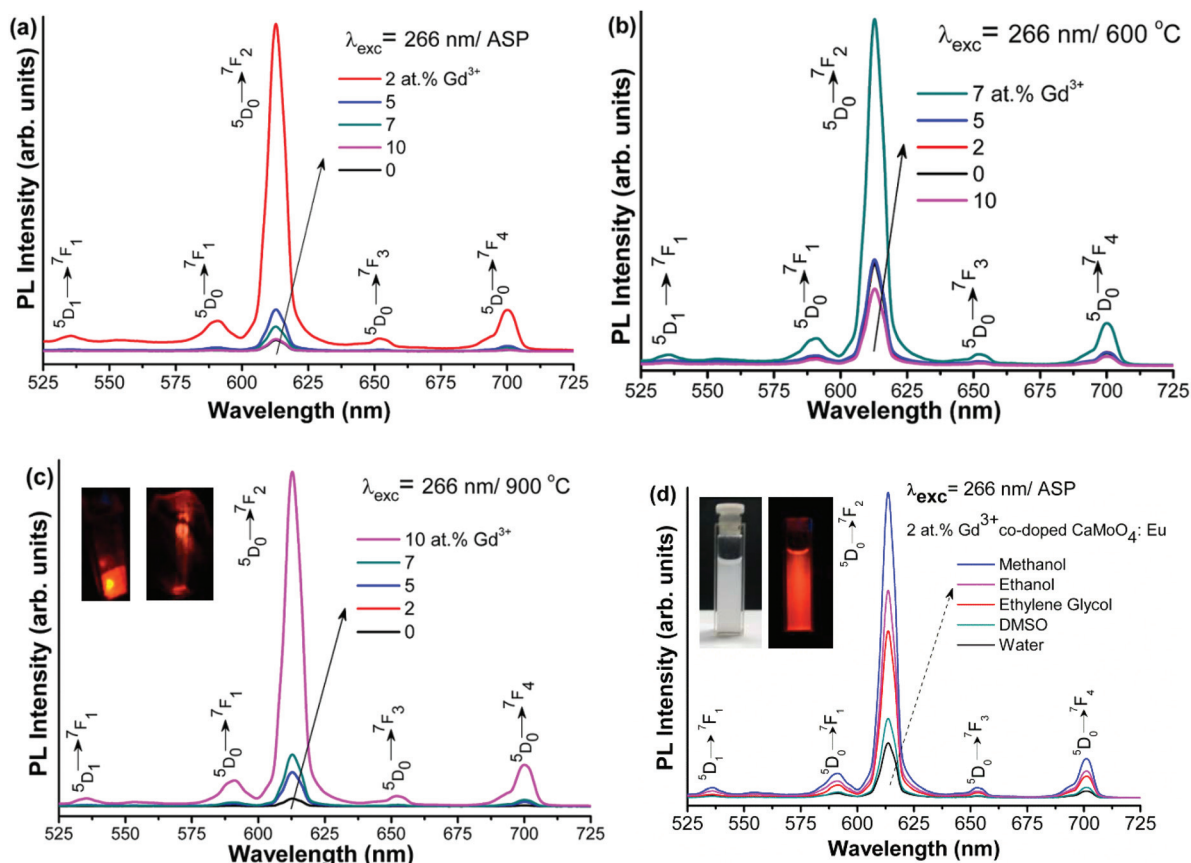 (a)
λexc= 266 nm/ ASP
⁵D₀→⁷F₂
2 at.% Gd³⁺
5
7
10
0
⁵D₁→⁷F₁
⁵D₀→⁷F₁
⁵D₀→⁷F₃
⁵D₀→⁷F₄
PL Intensity (arb. units)
525 550 575 600 625 650 675 700 725
Wavelength (nm)
(b)
λexc= 266 nm/ 600 °C
⁵D₀→⁷F₂
7 at.% Gd³⁺
5
2
0
10
⁵D₁→⁷F₁
⁵D₀→⁷F₁
⁵D₀→⁷F₃
⁵D₀→⁷F₄
PL Intensity (arb. units)
525 550 575 600 625 650 675 700 725
Wavelength (nm)
(c)
λexc= 266 nm/ 900 °C
⁵D₀→⁷F₂
10 at.% Gd³⁺
7
5
2
0
⁵D₁→⁷F₁
⁵D₀→⁷F₁
⁵D₀→⁷F₃
⁵D₀→⁷F₄
PL Intensity (arb. units)
525 550 575 600 625 650 675 700 725
Wavelength (nm)
(d)
λexc= 266 nm/ ASP
⁵D₀→⁷F₂
2 at.% Gd³⁺ co-doped CaMoO₄: Eu
Methanol
Ethanol
Ethylene Glycol
DMSO
Water
⁵D₁→⁷F₁
⁵D₀→⁷F₁
⁵D₀→⁷F₃
⁵D₀→⁷F₄
PL Intensity (arb. units)
525 550 575 600 625 650 675 700 725
Wavelength (nm)